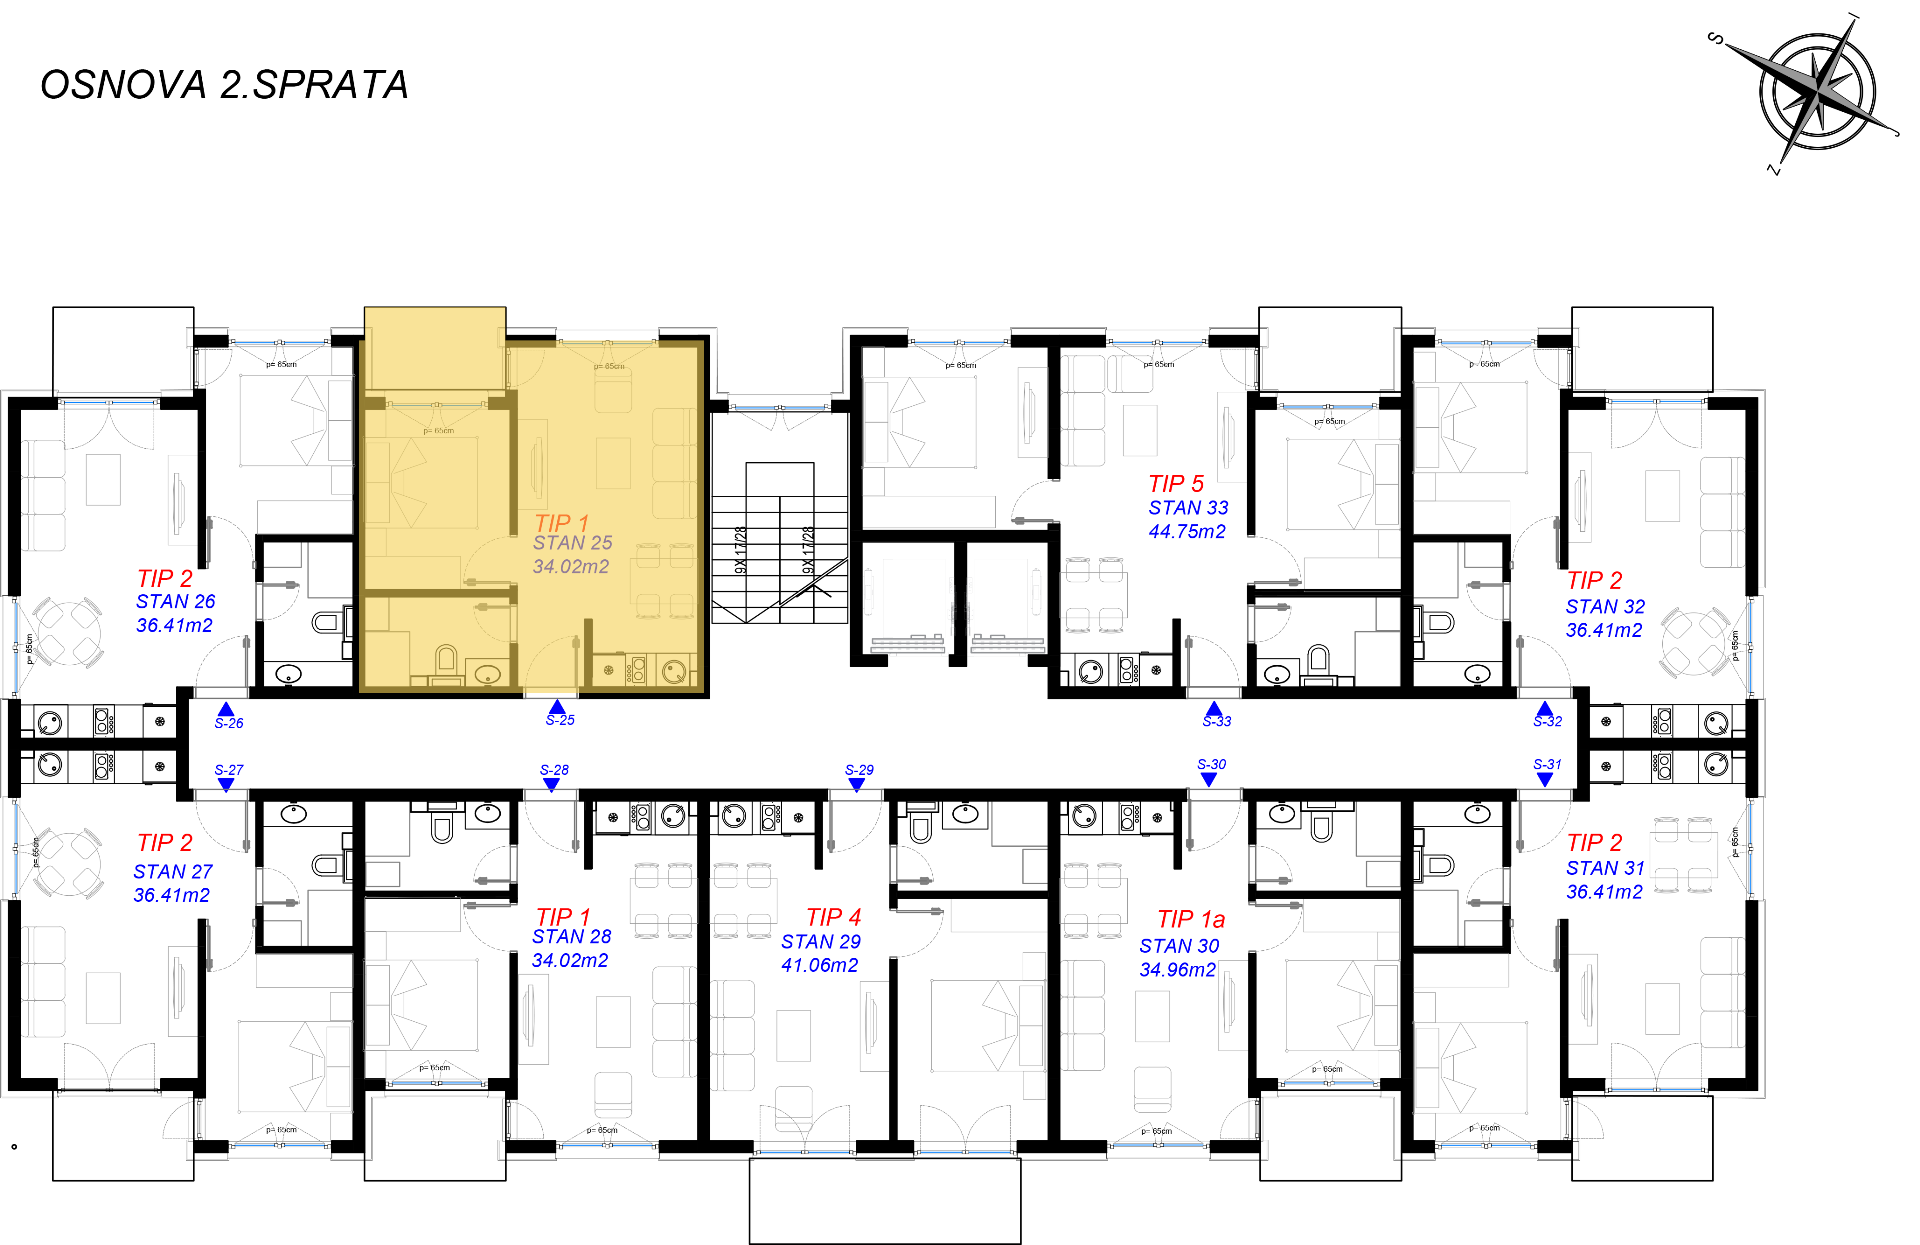 OSNOVA 2.SPRATA
S
I
J
Z
p= 65cm
p= 65cm
p= 65cm
p= 65cm
p= 65cm
p= 65cm
p= 65cm
p= 65cm
TIP 2
STAN 26
36.41m2
TIP 1
STAN 25
34.02m2
9X17/28
9X17/28
TIP 5
STAN 33
44.75m2
TIP 2
STAN 32
36.41m2
p= 65cm
p= 65cm
S-26
S-25
S-33
S-32
S-27
S-28
S-29
S-30
S-31
p= 65cm
p= 65cm
TIP 2
STAN 27
36.41m2
TIP 1
STAN 28
34.02m2
TIP 4
STAN 29
41.06m2
TIP 1a
STAN 30
34.96m2
TIP 2
STAN 31
36.41m2
p= 65cm
p= 65cm
p= 65cm
p= 65cm
p= 65cm
p= 65cm